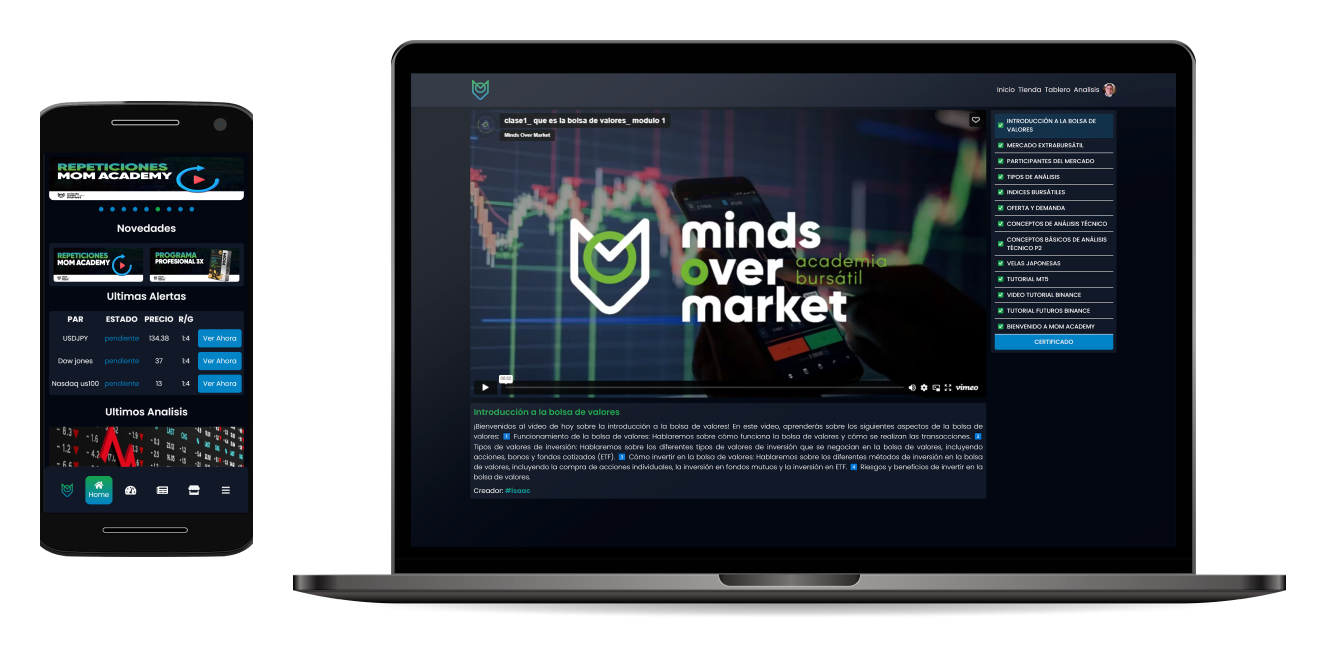 REPETICIONES
MOM ACADEMY
Novedades
REPETICIONES
MOM ACADEMY
PROGRAMA
PROFESIONAL 3X
Ultimas Alertas
PAR ESTADO PRECIO R/G
USDJPY pendiente 134.38 1:4 Ver Ahora
Dow jones pendiente 37 1:4 Ver Ahora
Nasdaq us100 pendiente 13 1:4 Ver Ahora
Ultimos Analisis
Home
Inicio Tienda Tablero Analisis
clase1_ que es la bolsa de valores_ modulo 1
Minds Over Market
minds
over
market
academia
bursátil
vimeo
INTRODUCCIÓN A LA BOLSA DE
VALORES
MERCADO EXTRABURSÁTIL
PARTICIPANTES DEL MERCADO
TIPOS DE ANÁLISIS
INDICES BURSÁTILES
OFERTA Y DEMANDA
CONCEPTOS DE ANÁLISIS TÉCNICO
CONCEPTOS BÁSICOS DE ANÁLISIS
TÉCNICO P2
VELAS JAPONESAS
TUTORIAL MT5
VIDEO TUTORIAL BINANCE
TUTORIAL FUTUROS BINANCE
BIENVENIDO A MOM ACADEMY
CERTIFICADO
Introducción a la bolsa de valores
¡Bienvenidos al video de hoy sobre la introducción a la bolsa de valores! En este video, aprenderás sobre los siguientes aspectos de la bolsa de
valores: 1 Funcionamiento de la bolsa de valores: Hablaremos sobre cómo funciona la bolsa de valores y cómo se realizan las transacciones. 2
Tipos de valores de inversión: Hablaremos sobre los diferentes tipos de valores de inversión que se negocian en la bolsa de valores, incluyendo
acciones, bonos y fondos cotizados (ETF). 3 Cómo invertir en la bolsa de valores: Hablaremos sobre los diferentes métodos de inversión en la bolsa
de valores, incluyendo la compra de acciones individuales, la inversión en fondos mutuos y la inversión en ETF. 4 Riesgos y beneficios de invertir en la
bolsa de valores.
Creador: #isaac